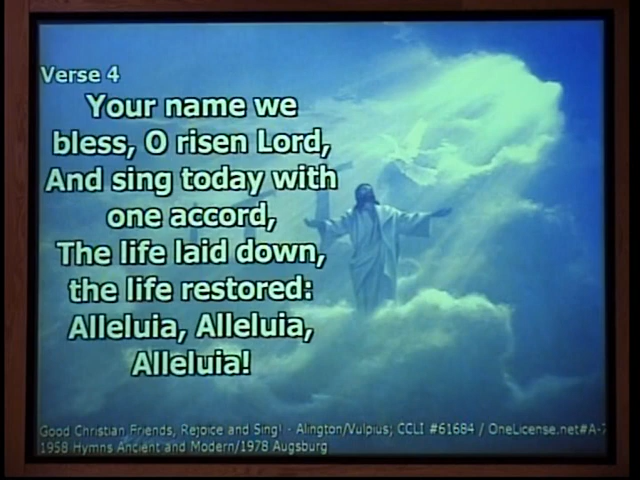 Verse 4
Your name we
bless, O risen Lord,
And sing today with
one accord,
The life laid down,
the life restored:
Alleluia, Alleluia,
Alleluia!
Good Christian Friends, Rejoice and Sing! - Alington/Vulpius; CCLI #61684 / OneLicense.net#A-7
1958 Hymns Ancient and Modern/1978 Augsburg